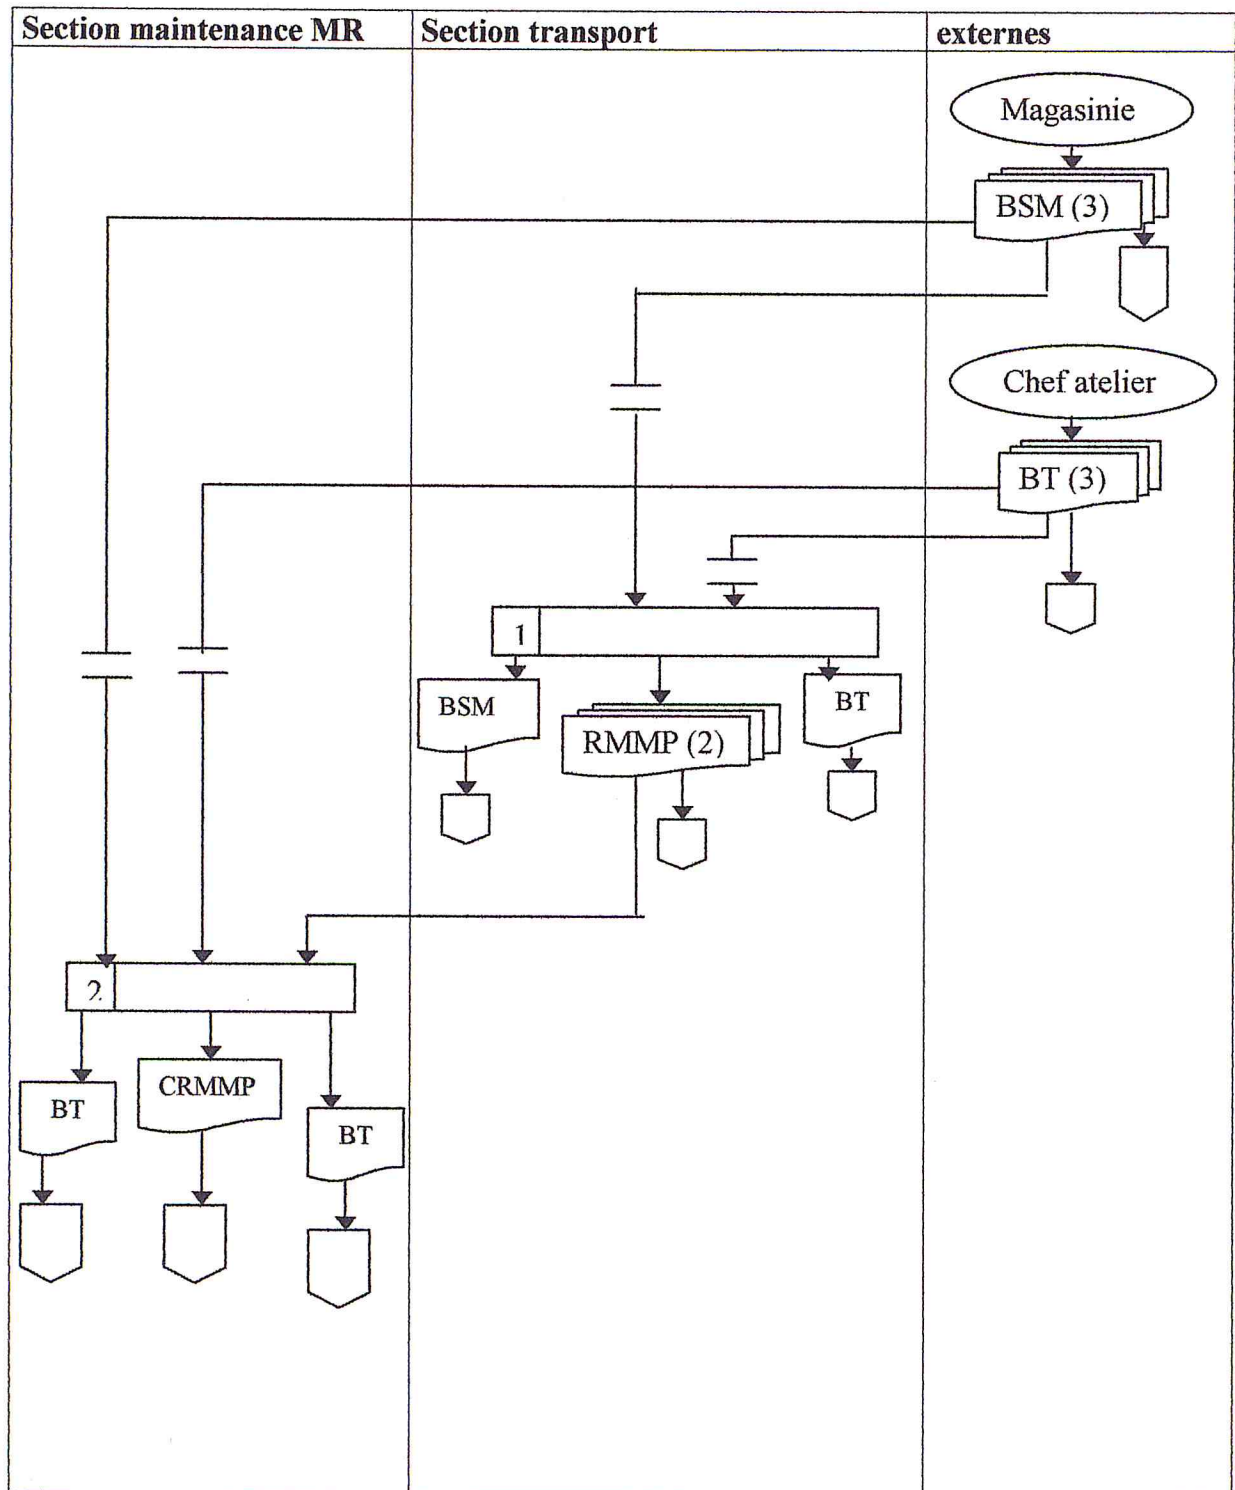 Section maintenance MR
Section transport
externes
Magasinie
BSM (3)
Chef atelier
BT (3)
1
BSM
RMMP (2)
BT
2
BT
CRMMP
BT